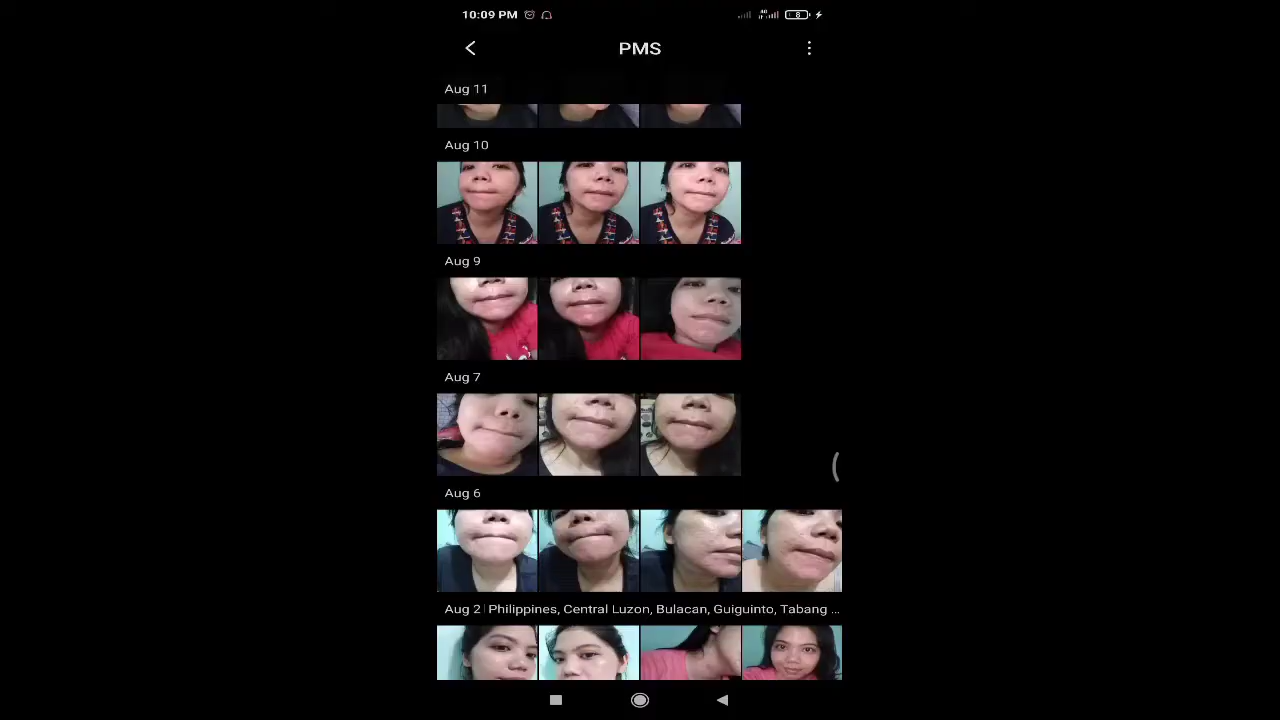 10:09 PM 8
PMS
Aug 11
Aug 10
Aug 9
Aug 7
Aug 6
Aug 2 | Philippines, Central Luzon, Bulacan, Guiguinto, Tabang ...